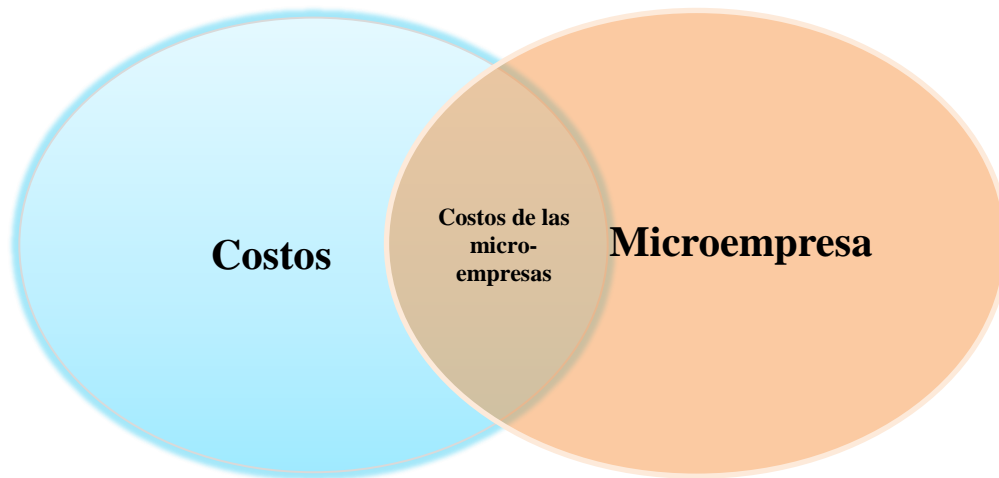 Costos
Costos de las
micro-
empresas
Microempresa